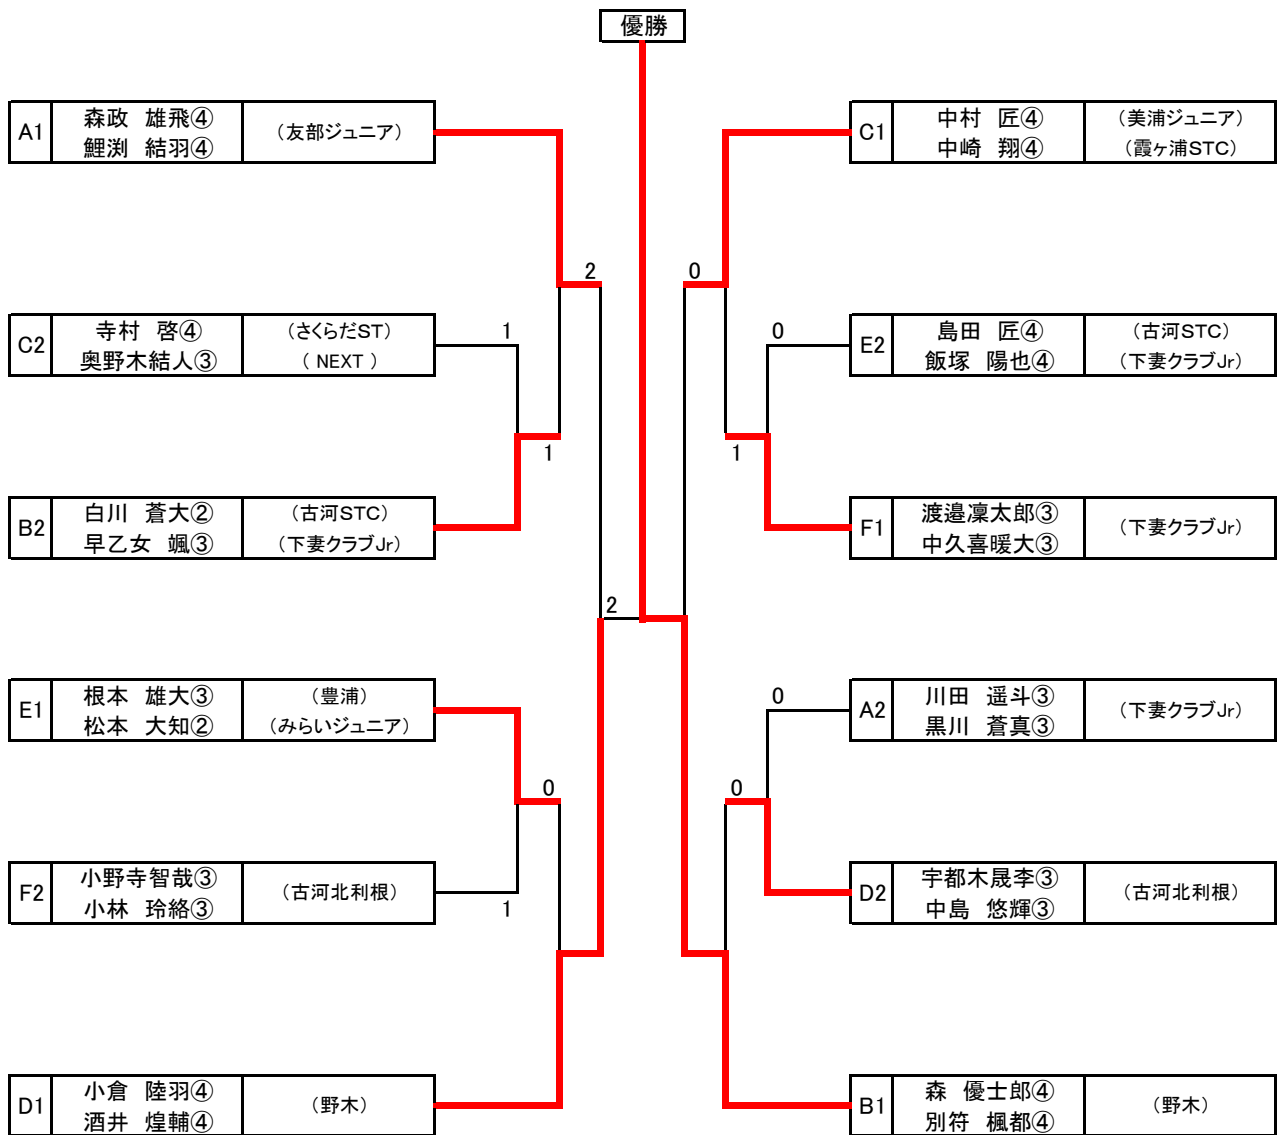 優勝
A1
森政 雄飛④
鯉渕 結羽④
(友部ジュニア)
C1
中村 匠④
中崎 翔④
(美浦ジュニア)
(霞ヶ浦STC)
2
0
C2
寺村 啓④
奥野木結人③
(さくらだST)
( NEXT )
1
0
E2
島田 匠④
飯塚 陽也④
(古河STC)
(下妻クラブJr)
1
1
B2
白川 蒼大②
早乙女 颯③
(古河STC)
(下妻クラブJr)
F1
渡邉凜太郎③
中久喜暖大③
(下妻クラブJr)
2
E1
根本 雄大③
松本 大知②
(豊浦)
(みらいジュニア)
0
A2
川田 遥斗③
黒川 蒼真③
(下妻クラブJr)
0
0
F2
小野寺智哉③
小林 玲絡③
(古河北利根)
1
D2
宇都木晟李③
中島 悠輝③
(古河北利根)
D1
小倉 陸羽④
酒井 煌輔④
(野木)
B1
森 優士郎④
別符 楓都④
(野木)